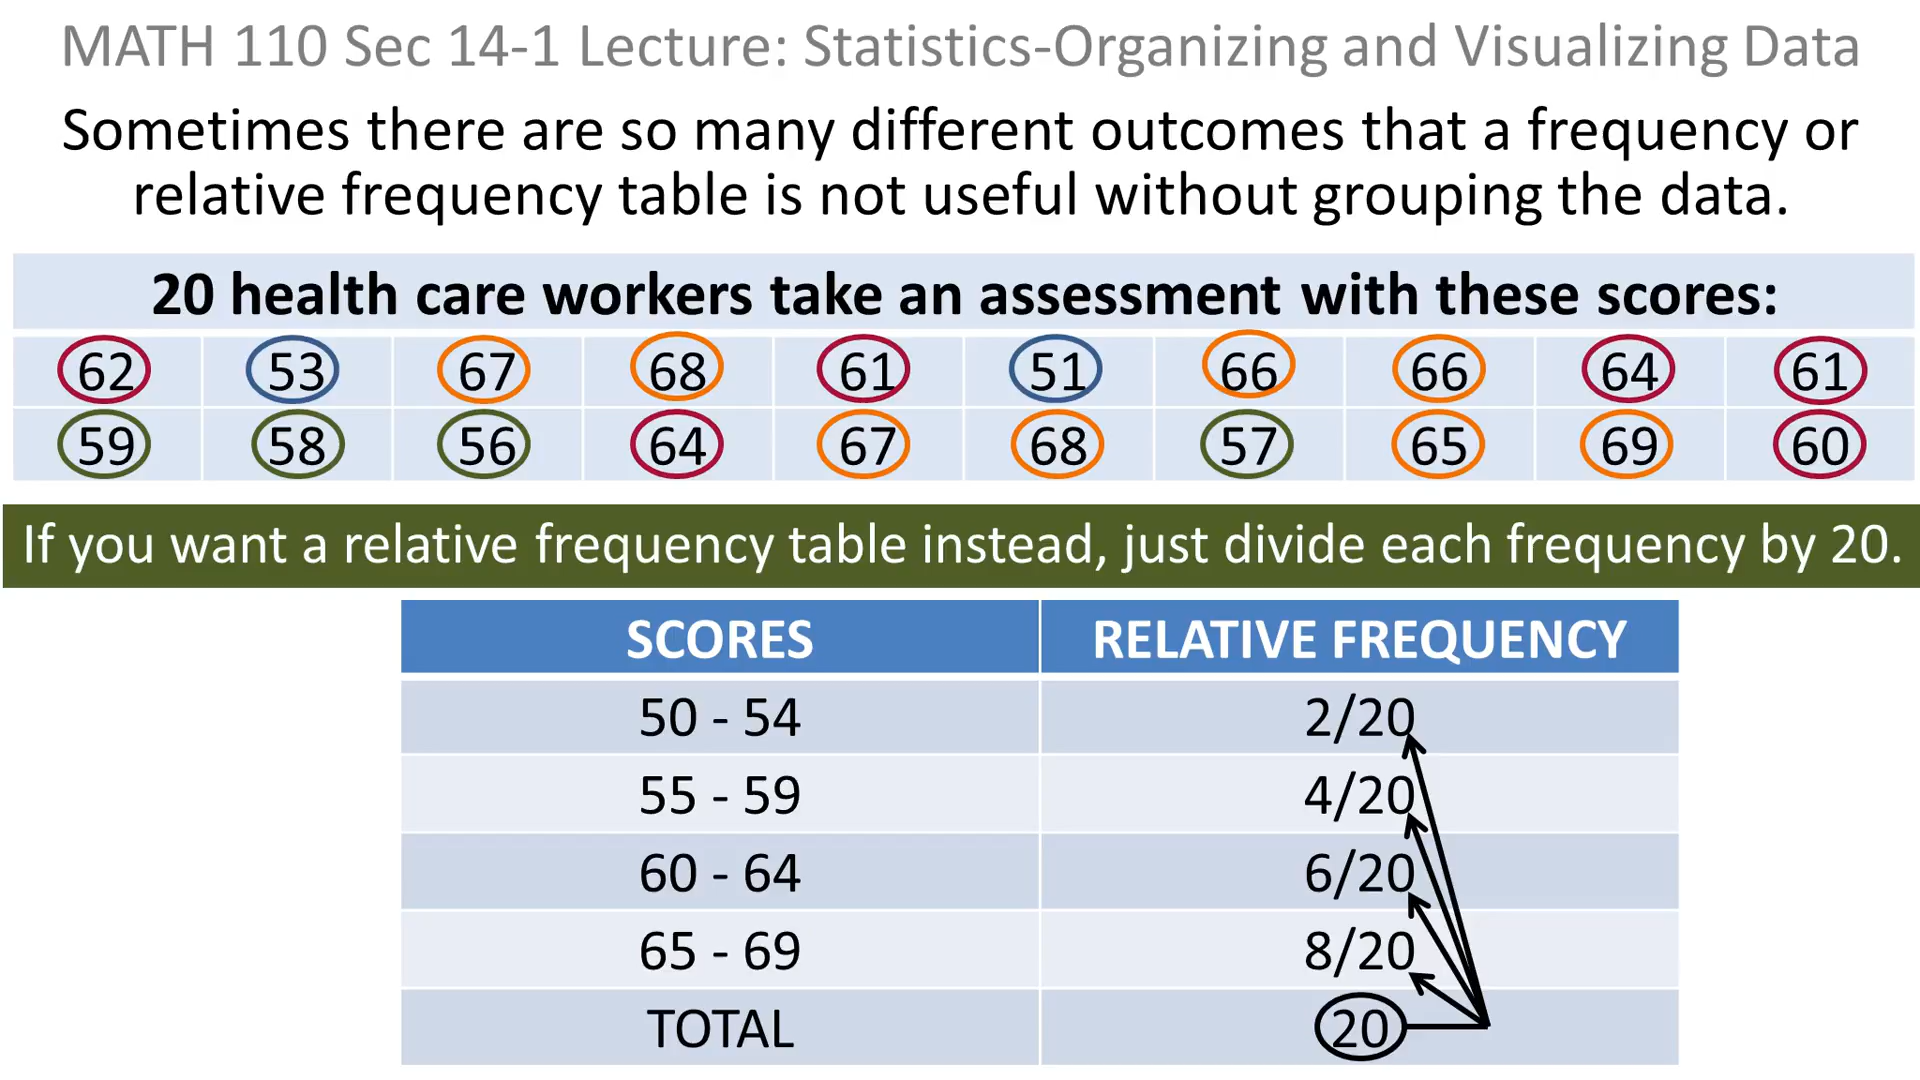 MATH 110 Sec 14-1 Lecture: Statistics-Organizing and Visualizing Data
Sometimes there are so many different outcomes that a frequency or
relative frequency table is not useful without grouping the data.
20 health care workers take an assessment with these scores:
62 53 67 68 61 51 66 66 64 61
59 58 56 64 67 68 57 65 69 60
If you want a relative frequency table instead, just divide each frequency by 20.
SCORES RELATIVE FREQUENCY
50 - 54 2/20
55 - 59 4/20
60 - 64 6/20
65 - 69 8/20
TOTAL 20